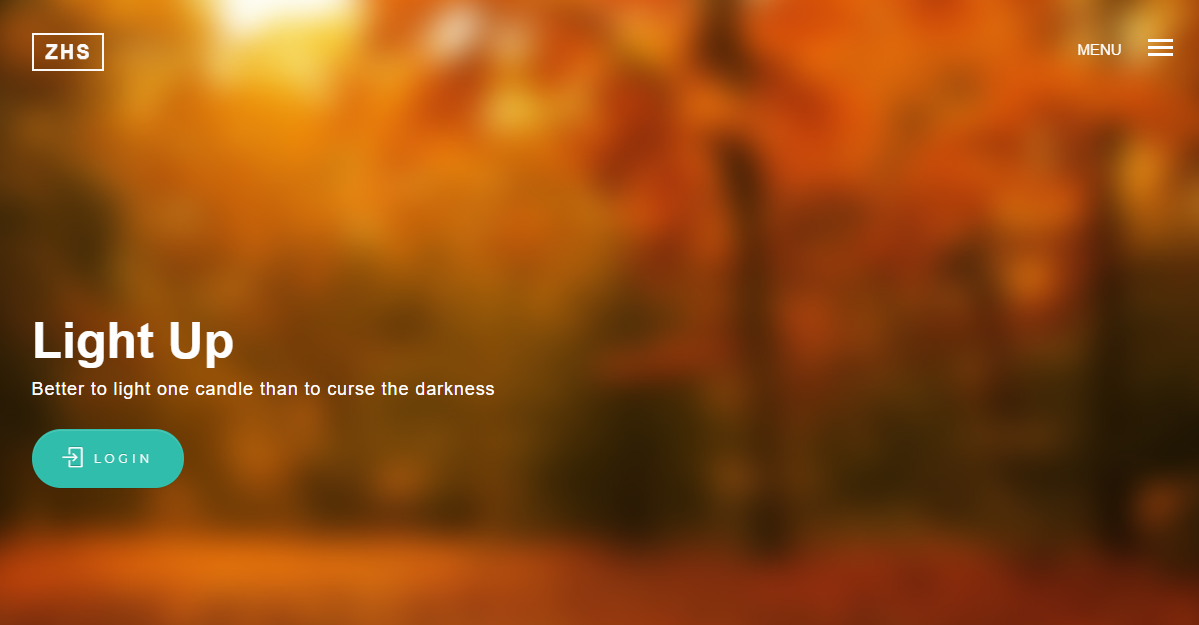 ZHS
MENU
Light Up
Better to light one candle than to curse the darkness
LOGIN